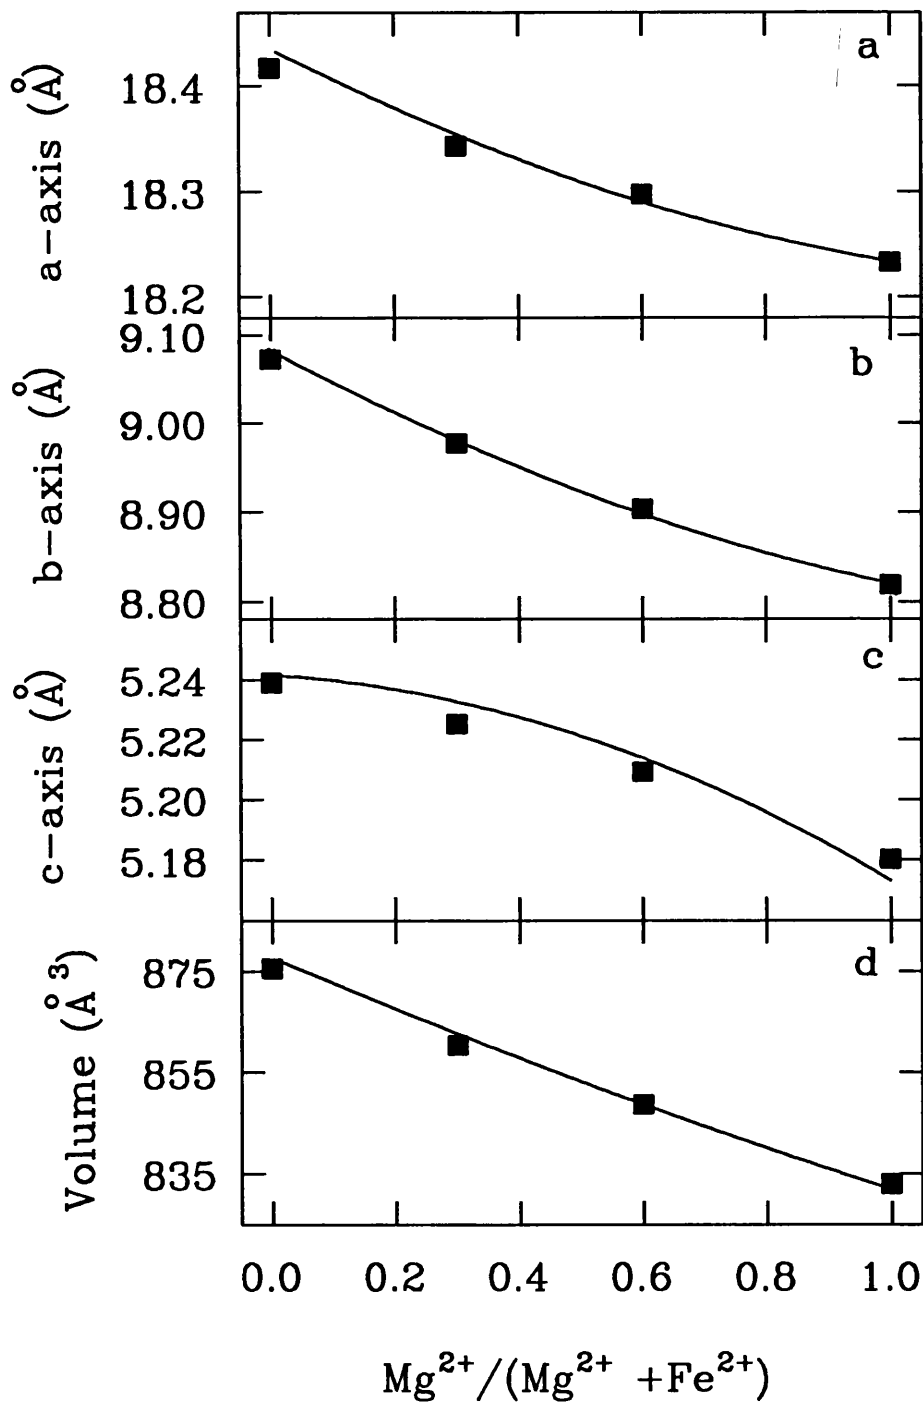 a
a-axis (Å)
18.4
18.3
18.2
b
b-axis (Å)
9.10
9.00
8.90
8.80
c
c-axis (Å)
5.24
5.22
5.20
5.18
d
Volume (Å³)
875
855
835
0.0 0.2 0.4 0.6 0.8 1.0
Mg²⁺/(Mg²⁺ +Fe²⁺)